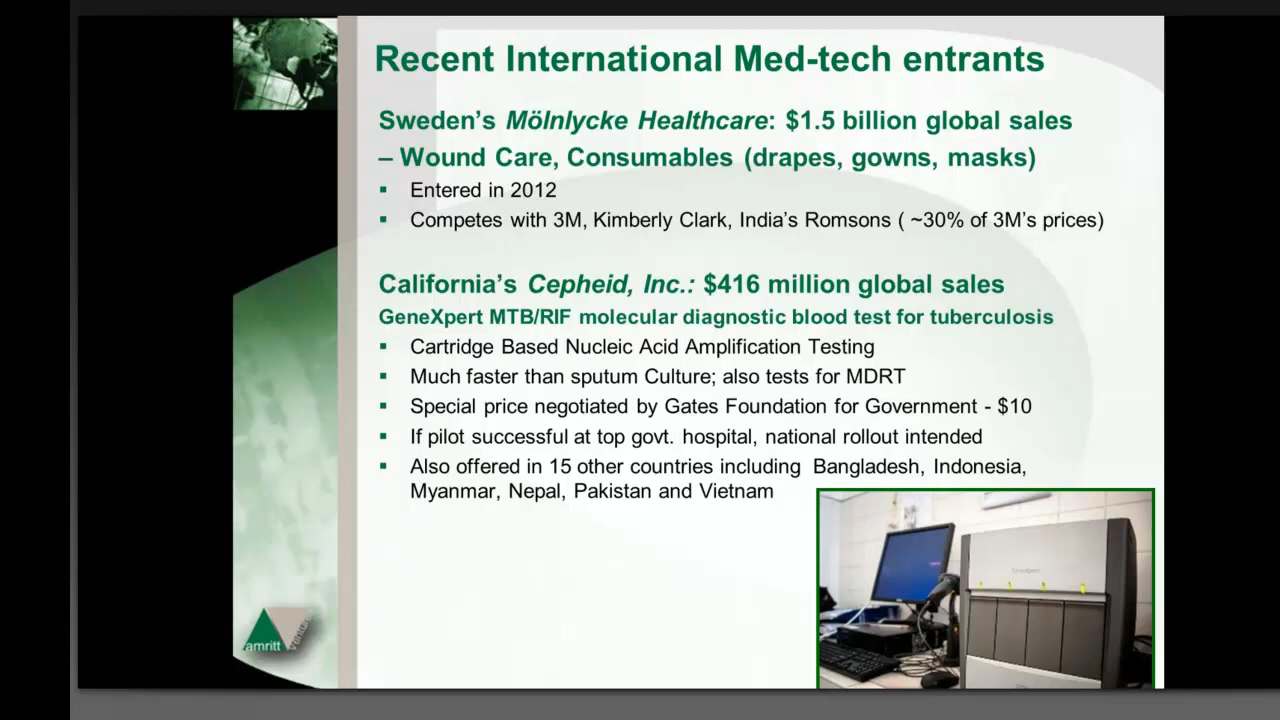 Recent International Med-tech entrants
Sweden's Mölnlycke Healthcare: $1.5 billion global sales
– Wound Care, Consumables (drapes, gowns, masks)
▪ Entered in 2012
▪ Competes with 3M, Kimberly Clark, India's Romsons ( ~30% of 3M's prices)
California's Cepheid, Inc.: $416 million global sales
GeneXpert MTB/RIF molecular diagnostic blood test for tuberculosis
▪ Cartridge Based Nucleic Acid Amplification Testing
▪ Much faster than sputum Culture; also tests for MDRT
▪ Special price negotiated by Gates Foundation for Government - $10
▪ If pilot successful at top govt. hospital, national rollout intended
▪ Also offered in 15 other countries including Bangladesh, Indonesia,
Myanmar, Nepal, Pakistan and Vietnam
amritt